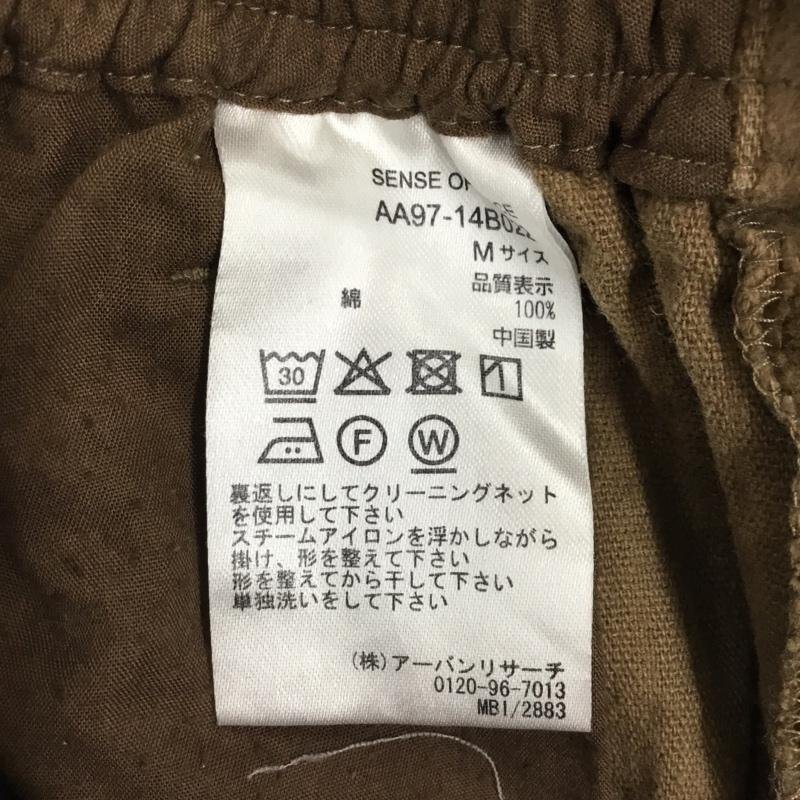 SENSE OF
AA97-14B02
M サイズ
品質表示
綿 100%
中国製
30
1
F W
裏返しにしてクリーニングネット
を使用して下さい
スチームアイロンを浮かしながら
掛け、形を整えて下さい
形を整えてから干して下さい
単独洗いをして下さい
(株)アーバンリサーチ
0120-96-7013
MBI/2883